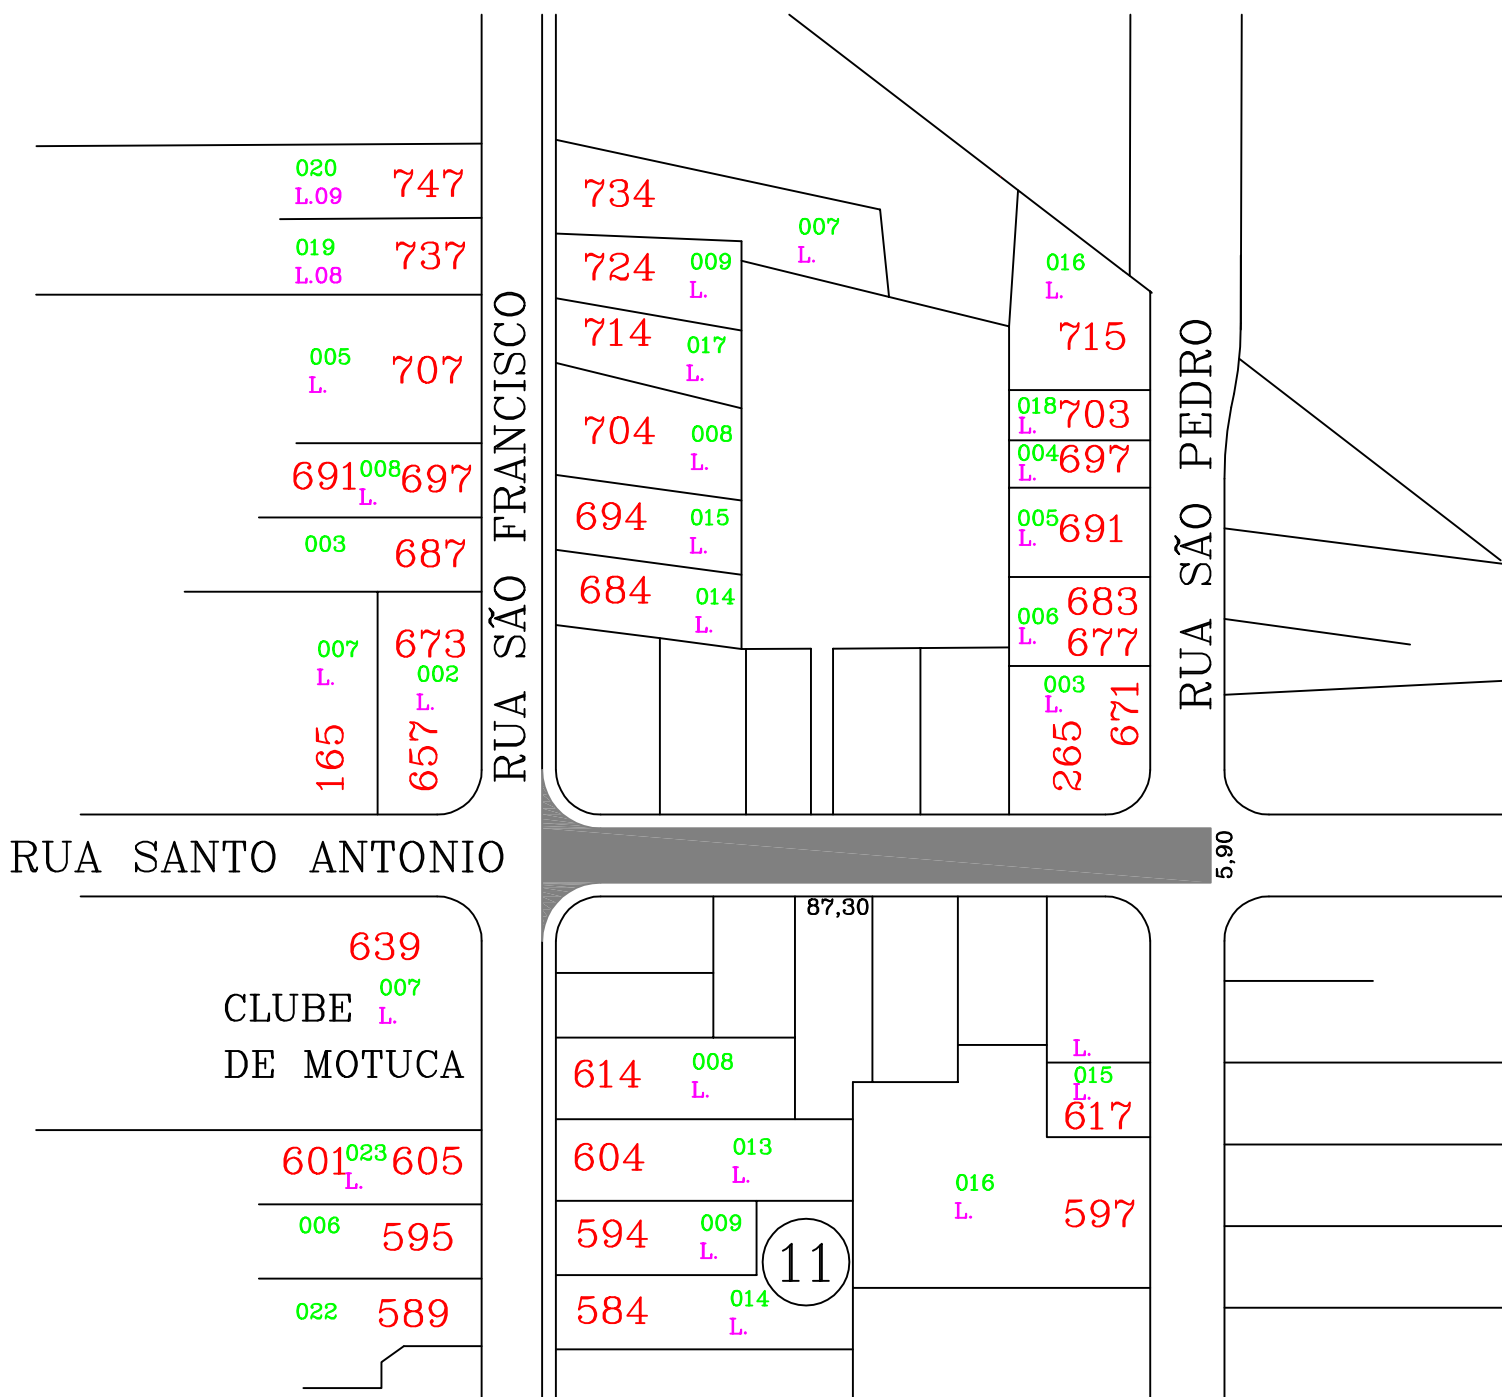 020
L.09
747
019
L.08
737
005
L.
707
691
008
L.
697
003
687
007
L.
673
002
L.
165
657
RUA SÃO FRANCISCO
734
007
L.
724
009
L.
714
017
L.
704
008
L.
694
015
L.
684
014
L.
016
L.
715
018
L.
703
004
L.
697
005
L.
691
006
L.
683
677
003
L.
265
671
RUA SÃO PEDRO
RUA SANTO ANTONIO
5,90
87,30
639
CLUBE
007
L.
DE MOTUCA
601
023
L.
605
006
595
022
589
614
008
L.
604
013
L.
594
009
L.
11
584
014
L.
L.
015
L.
617
016
L.
597